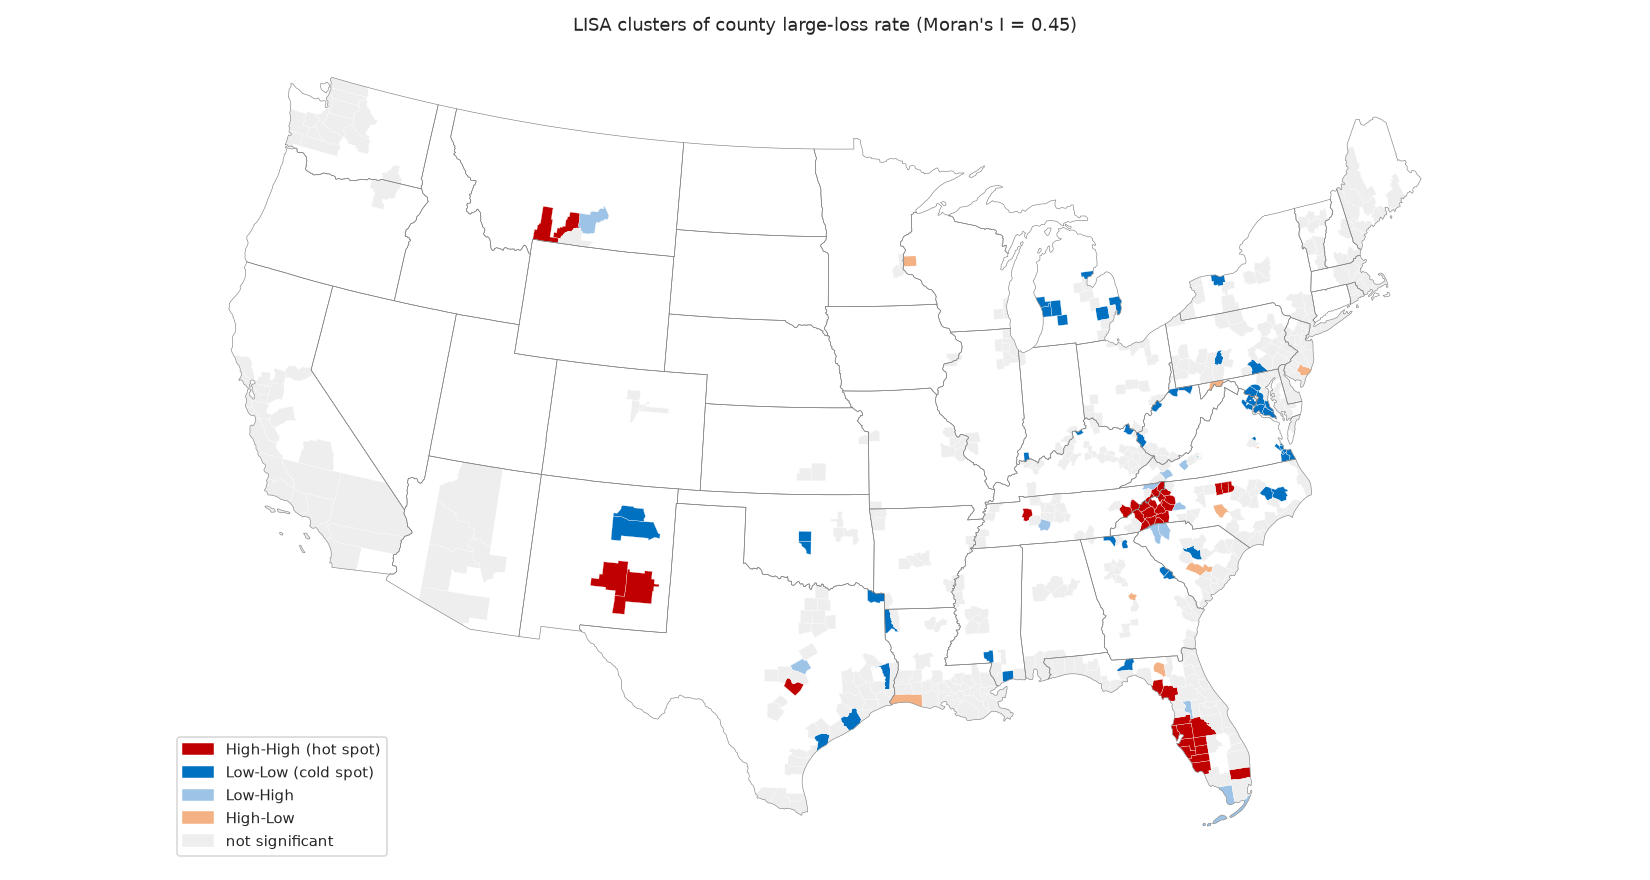 LISA clusters of county large-loss rate (Moran's I = 0.45)
High-High (hot spot)
Low-Low (cold spot)
Low-High
High-Low
not significant